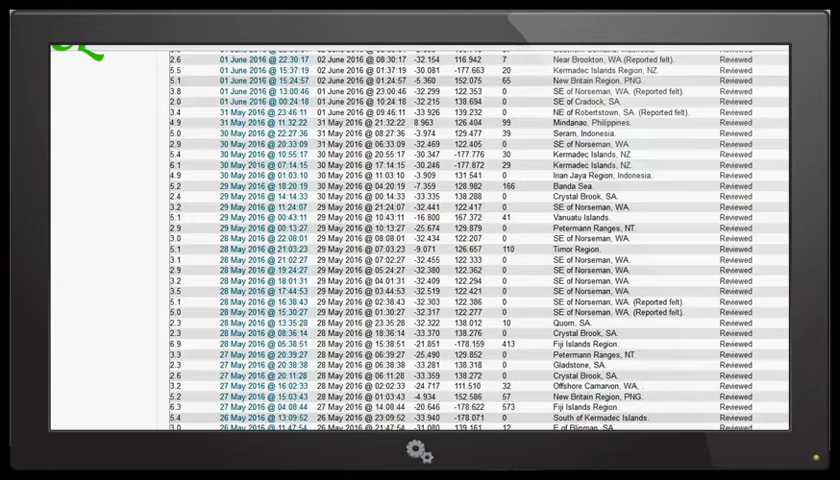 2.6 01 June 2016 @ 22:30:17 02 June 2016 @ 08:30:17 -32.154 116.942 7 Near Brookton, WA (Reported felt). Reviewed
5.5 01 June 2016 @ 15:37:19 02 June 2016 @ 01:37:19 -30.081 -177.663 20 Kermadec Islands Region, NZ. Reviewed
5.1 01 June 2016 @ 15:24:57 02 June 2016 @ 01:24:57 -5.360 152.075 65 New Britain Region, PNG. Reviewed
3.8 01 June 2016 @ 13:00:46 01 June 2016 @ 23:00:46 -32.299 122.353 0 SE of Norseman, WA (Reported felt). Reviewed
2.0 01 June 2016 @ 00:24:18 01 June 2016 @ 10:24:18 -32.215 138.694 0 SE of Cradock, SA. Reviewed
3.4 31 May 2016 @ 23:46:11 01 June 2016 @ 09:46:11 -33.926 139.232 0 NE of Robertstown, SA (Reported felt). Reviewed
4.9 31 May 2016 @ 11:32:22 31 May 2016 @ 21:32:22 8.963 126.404 99 Mindanao, Philippines. Reviewed
5.0 30 May 2016 @ 22:27:36 31 May 2016 @ 08:27:36 -3.974 129.477 39 Seram, Indonesia. Reviewed
2.9 30 May 2016 @ 20:33:09 31 May 2016 @ 06:33:09 -32.469 122.405 0 SE of Norseman, WA. Reviewed
5.4 30 May 2016 @ 10:55:17 30 May 2016 @ 20:55:17 -30.347 -177.776 30 Kermadec Islands, NZ. Reviewed
6.1 30 May 2016 @ 07:14:15 30 May 2016 @ 17:14:15 -30.246 -177.872 29 Kermadec Islands, NZ. Reviewed
4.9 30 May 2016 @ 01:03:10 30 May 2016 @ 11:03:10 -3.909 131.541 0 Irian Jaya Region, Indonesia. Reviewed
5.2 29 May 2016 @ 18:20:19 30 May 2016 @ 04:20:19 -7.359 128.982 166 Banda Sea. Reviewed
2.4 29 May 2016 @ 14:14:33 30 May 2016 @ 00:14:33 -33.335 138.288 0 Crystal Brook, SA. Reviewed
3.2 29 May 2016 @ 11:24:07 29 May 2016 @ 21:24:07 -32.441 122.417 0 SE of Norseman, WA. Reviewed
5.1 29 May 2016 @ 00:43:11 29 May 2016 @ 10:43:11 -16.800 167.372 41 Vanuatu Islands. Reviewed
2.9 29 May 2016 @ 00:13:27 29 May 2016 @ 10:13:27 -25.674 129.879 0 Petermann Ranges, NT. Reviewed
3.0 28 May 2016 @ 22:08:01 29 May 2016 @ 08:08:01 -32.434 122.207 0 SE of Norseman, WA. Reviewed
5.1 28 May 2016 @ 21:03:23 29 May 2016 @ 07:03:23 -9.071 126.657 110 Timor Region. Reviewed
3.1 28 May 2016 @ 21:02:27 29 May 2016 @ 07:02:27 -32.455 122.333 0 SE of Norseman, WA. Reviewed
2.9 28 May 2016 @ 19:24:27 29 May 2016 @ 05:24:27 -32.380 122.362 0 SE of Norseman, WA. Reviewed
3.2 28 May 2016 @ 18:01:31 29 May 2016 @ 04:01:31 -32.409 122.294 0 SE of Norseman, WA. Reviewed
3.5 28 May 2016 @ 17:44:53 29 May 2016 @ 03:44:53 -32.519 122.421 0 SE of Norseman, WA. Reviewed
5.1 28 May 2016 @ 16:38:43 29 May 2016 @ 02:38:43 -32.313 122.386 0 SE of Norseman, WA (Reported felt). Reviewed
5.0 28 May 2016 @ 15:30:27 29 May 2016 @ 01:30:27 -32.317 122.277 0 SE of Norseman, WA (Reported felt). Reviewed
2.3 28 May 2016 @ 13:35:28 28 May 2016 @ 23:35:28 -32.322 138.012 10 Quorn, SA. Reviewed
2.3 28 May 2016 @ 08:36:14 28 May 2016 @ 18:36:14 -33.370 138.276 0 Crystal Brook, SA. Reviewed
6.9 28 May 2016 @ 05:38:51 28 May 2016 @ 15:38:51 -21.871 -178.159 413 Fiji Islands Region. Reviewed
3.3 27 May 2016 @ 20:39:27 28 May 2016 @ 06:39:27 -25.490 129.852 0 Petermann Ranges, NT. Reviewed
2.3 27 May 2016 @ 20:38:38 28 May 2016 @ 06:38:38 -33.281 138.318 0 Gladstone, SA. Reviewed
2.6 27 May 2016 @ 20:11:28 28 May 2016 @ 06:11:28 -33.359 138.272 0 Crystal Brook, SA. Reviewed
3.2 27 May 2016 @ 16:02:33 28 May 2016 @ 02:02:33 -24.717 111.510 32 Offshore Carnarvon, WA, . Reviewed
5.2 27 May 2016 @ 15:03:43 28 May 2016 @ 01:03:43 -4.934 152.586 57 New Britain Region, PNG. Reviewed
6.3 27 May 2016 @ 04:08:44 27 May 2016 @ 14:08:44 -20.646 -178.622 573 Fiji Islands Region. Reviewed
5.4 26 May 2016 @ 13:09:52 26 May 2016 @ 23:09:52 -33.940 -178.071 0 South of Kermadec Islands. Reviewed
3.0 26 May 2016 @ 11:47:54 26 May 2016 @ 21:47:54 -31.080 139.161 12 E of Blinman, SA. Reviewed